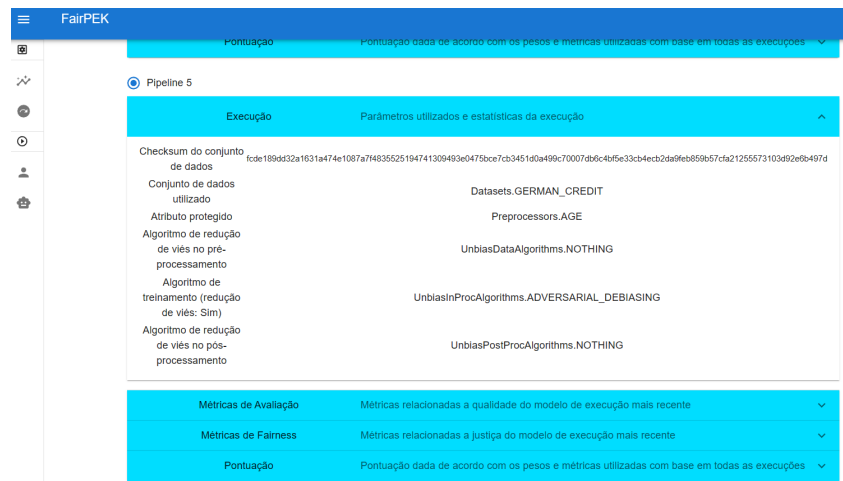 FairPEK
Pontuação Pontuação dada de acordo com os pesos e métricas utilizadas com base em todas as execuções
Pipeline 5
Execução Parâmetros utilizados e estatísticas da execução
Checksum do conjunto
de dados
fcde189dd32a1631a474e1087a7f4835525194741309493e0475bce7cb3451d0a499c70007db6c4bf5e33cb4ecb2da9feb859b57cfa21255573103d92e6b497d
Conjunto de dados
utilizado
Datasets.GERMAN_CREDIT
Atributo protegido Preprocessors.AGE
Algoritmo de redução
de viés no pré-
processamento
UnbiasDataAlgorithms.NOTHING
Algoritmo de
treinamento (redução
de viés: Sim)
UnbiasInProcAlgorithms.ADVERSARIAL_DEBIASING
Algoritmo de redução
de viés no pós-
processamento
UnbiasPostProcAlgorithms.NOTHING
Métricas de Avaliação Métricas relacionadas a qualidade do modelo de execução mais recente
Métricas de Fairness Métricas relacionadas a justiça do modelo de execução mais recente
Pontuação Pontuação dada de acordo com os pesos e métricas utilizadas com base em todas as execuções